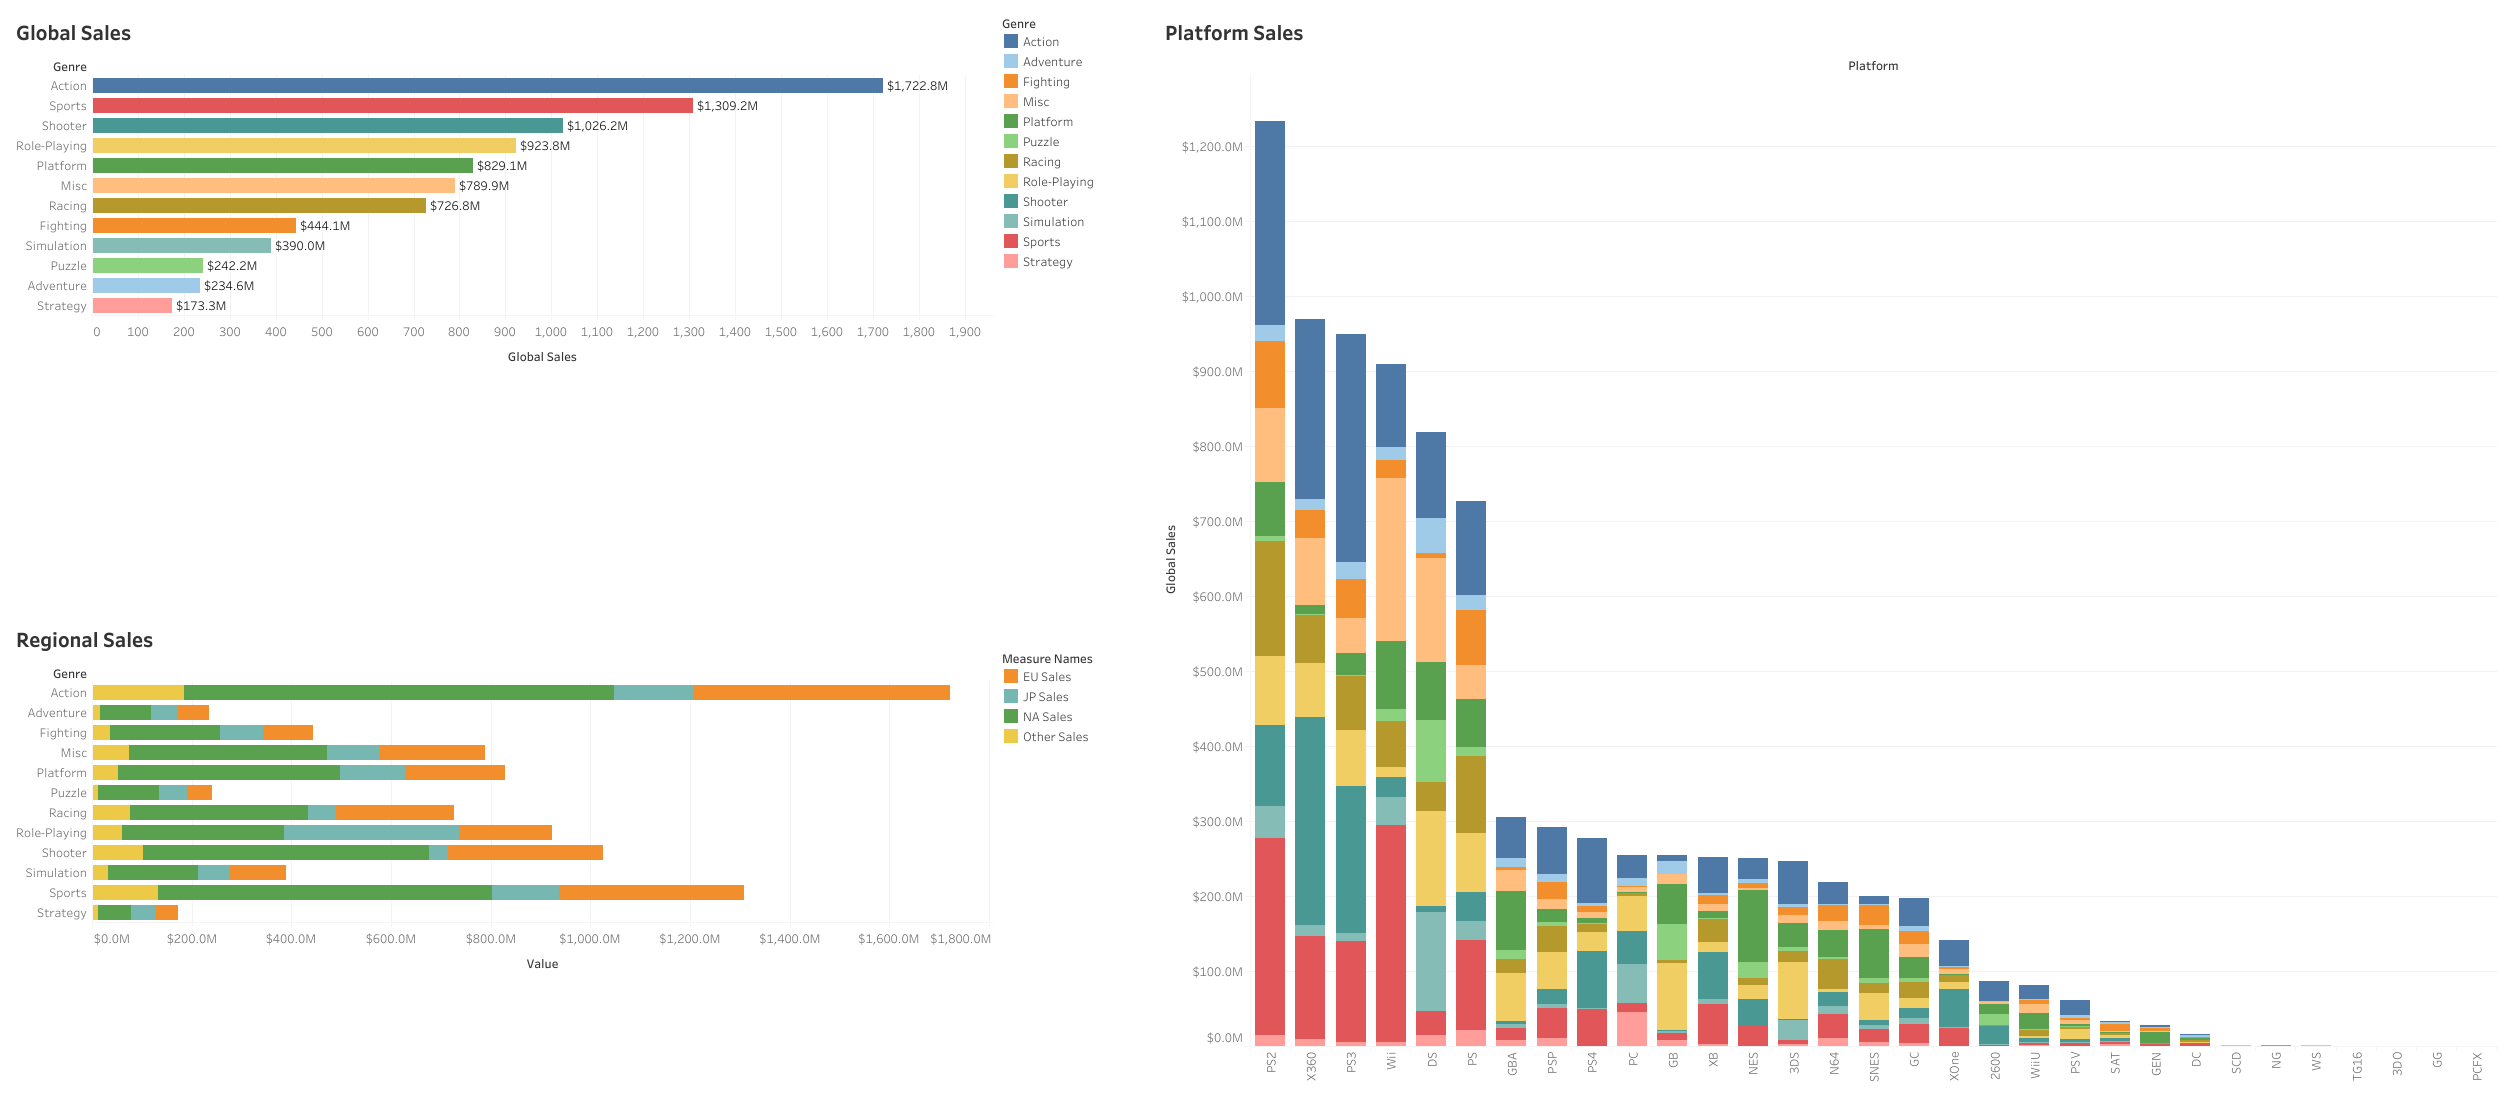 Global Sales
Genre
Action $1,722.8M
Sports $1,309.2M
Shooter $1,026.2M
Role-Playing $923.8M
Platform $829.1M
Misc $789.9M
Racing $726.8M
Fighting $444.1M
Simulation $390.0M
Puzzle $242.2M
Adventure $234.6M
Strategy $173.3M
0 100 200 300 400 500 600 700 800 900 1,000 1,100 1,200 1,300 1,400 1,500 1,600 1,700 1,800 1,900
Global Sales
Genre
Action
Adventure
Fighting
Misc
Platform
Puzzle
Racing
Role-Playing
Shooter
Simulation
Sports
Strategy
Regional Sales
Genre
Action
Adventure
Fighting
Misc
Platform
Puzzle
Racing
Role-Playing
Shooter
Simulation
Sports
Strategy
$0.0M $200.0M $400.0M $600.0M $800.0M $1,000.0M $1,200.0M $1,400.0M $1,600.0M $1,800.0M
Value
Measure Names
EU Sales
JP Sales
NA Sales
Other Sales
Platform Sales
Platform
Global Sales
$1,200.0M
$1,100.0M
$1,000.0M
$900.0M
$800.0M
$700.0M
$600.0M
$500.0M
$400.0M
$300.0M
$200.0M
$100.0M
$0.0M
PS2 X360 PS3 Wii DS PS GBA PSP PS4 PC GB XB NES 3DS N64 SNES GC XOne 2600 WiiU PSV SAT GEN DC SCD NG WS TG16 3DO GG PCFX